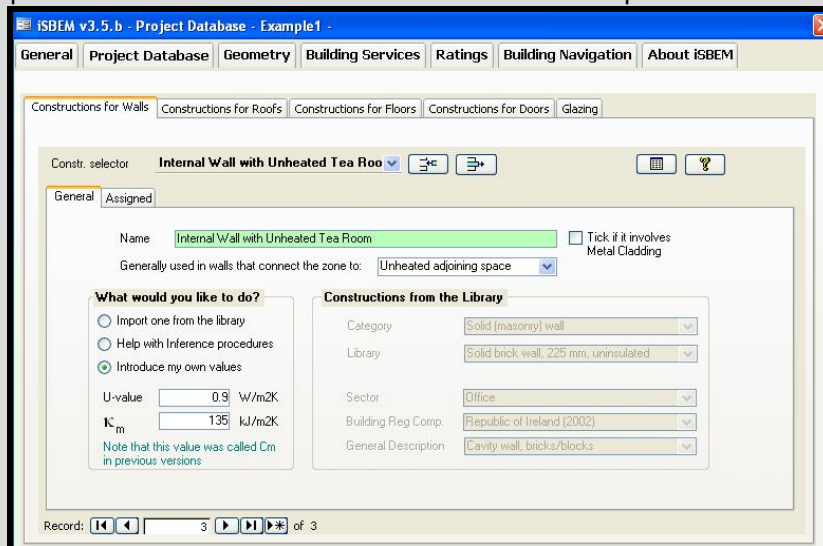 iSBEM v3.5.b - Project Database - Example1 -
General Project Database Geometry Building Services Ratings Building Navigation About iSBEM
Constructions for Walls Constructions for Roofs Constructions for Floors Constructions for Doors Glazing
Constr. selector Internal Wall with Unheated Tea Roo
General Assigned
Name Internal Wall with Unheated Tea Room
Tick if it involves
Metal Cladding
Generally used in walls that connect the zone to: Unheated adjoining space
What would you like to do?
Import one from the library
Help with Inference procedures
Introduce my own values
U-value 0.9 W/m2K
κm 135 kJ/m2K
Note that this value was called Cm
in previous versions
Constructions from the Library
Category Solid (masonry) wall
Library Solid brick wall, 225 mm, uninsulated
Sector Office
Building Reg Comp. Republic of Ireland (2002)
General Description Cavity wall, bricks/blocks
Record: 3 of 3